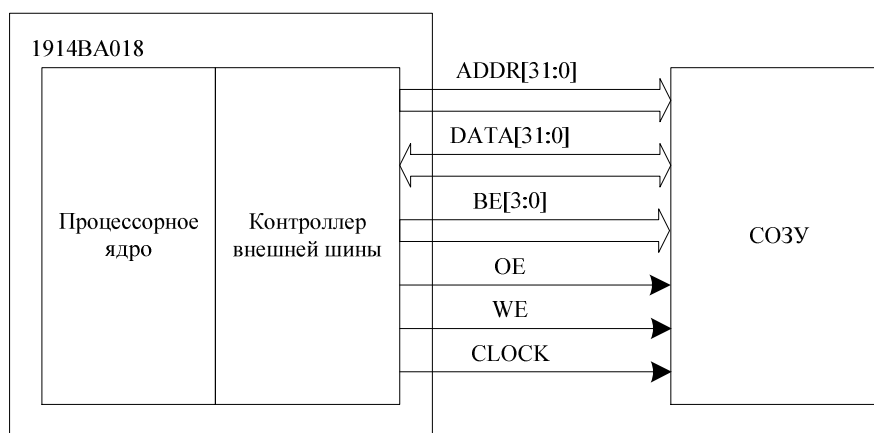 1914ВА018
Процессорное
ядро
Контроллер
внешней шины
ADDR[31:0]
DATA[31:0]
BE[3:0]
OE
WE
CLOCK
СОЗУ